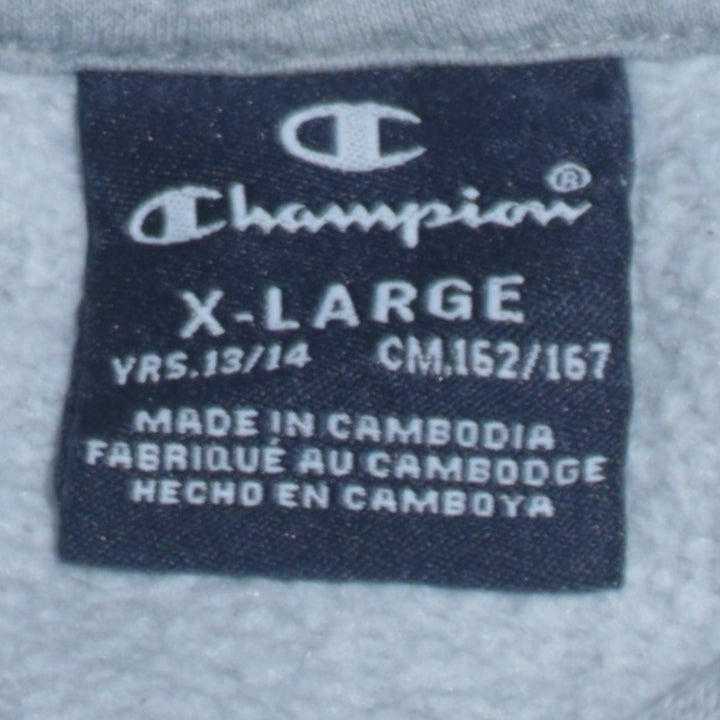 Champion®
X-LARGE
YRS.13/14 CM.162/167
MADE IN CAMBODIA
FABRIQUÉ AU CAMBODGE
HECHO EN CAMBOYA